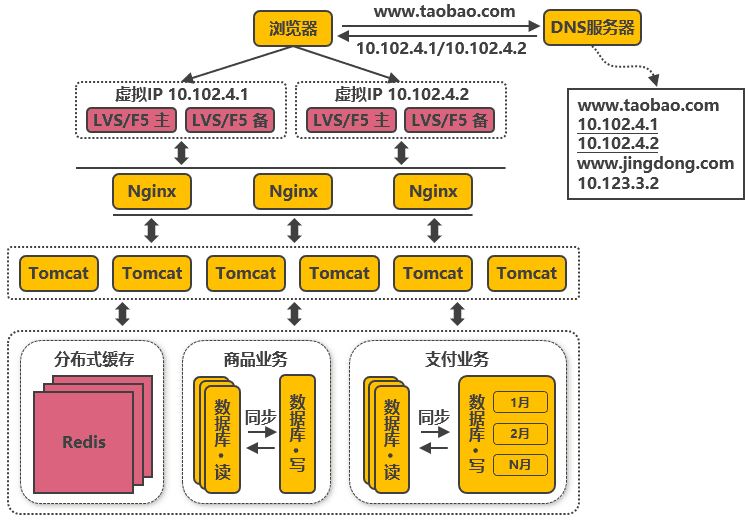 www.taobao.com
浏览器
DNS服务器
10.102.4.1/10.102.4.2
虚拟IP 10.102.4.1
LVS/F5 主
LVS/F5 备
虚拟IP 10.102.4.2
LVS/F5 主
LVS/F5 备
www.taobao.com
10.102.4.1
10.102.4.2
www.jingdong.com
10.123.3.2
Nginx
Nginx
Nginx
Tomcat
Tomcat
Tomcat
Tomcat
Tomcat
Tomcat
分布式缓存
Redis
商品业务
数据库·读
同步
数据库·写
支付业务
数据库·读
同步
数据库·写
1月
2月
N月